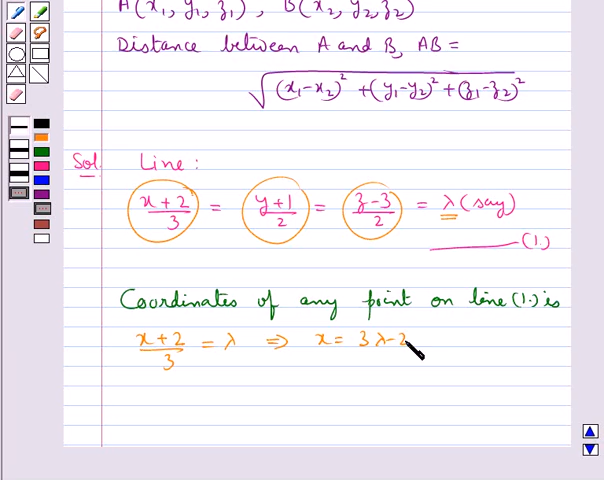 A(x₁, y₁, z₁) , B(x₂, y₂, z₂)
Distance between A and B, AB =
√((x₁-x₂)² + (y₁-y₂)² + (z₁-z₂)²)
Sol. Line :
(x+2)/3 = (y+1)/2 = (z-3)/2 = λ (say)
(1.)
Coordinates of any point on line (1.) is
(x+2)/3 = λ ⇒ x = 3λ-2